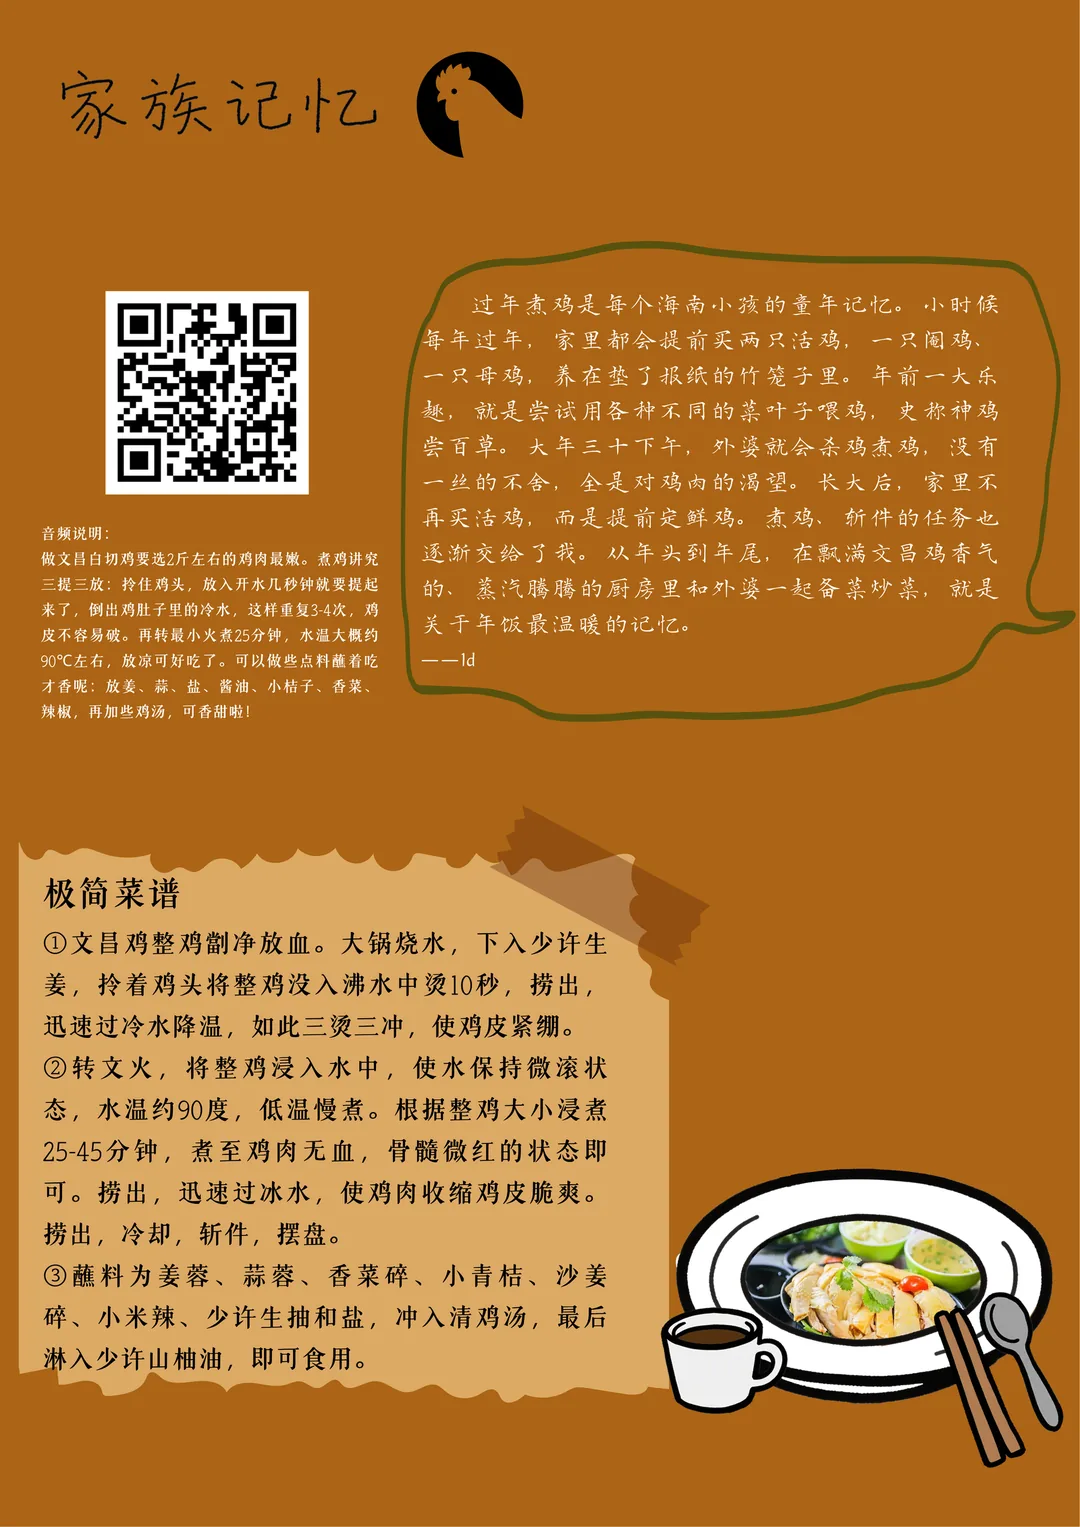 家族记忆
过年煮鸡是每个海南小孩的童年记忆。小时候
每年过年，家里都会提前买两只活鸡，一只阉鸡、
一只母鸡，养在垫了报纸的竹笼子里。年前一大乐
趣，就是尝试用各种不同的菜叶子喂鸡，史称神鸡
尝百草。大年三十下午，外婆就会杀鸡煮鸡，没有
一丝的不舍，全是对鸡肉的渴望。长大后，家里不
再买活鸡，而是提前定鲜鸡。煮鸡、斩件的任务也
逐渐交给了我。从年头到年尾，在飘满文昌鸡香气
的、蒸汽腾腾的厨房里和外婆一起备菜炒菜，就是
关于年饭最温暖的记忆。
——1d
音频说明：
做文昌白切鸡要选2斤左右的鸡肉最嫩。煮鸡讲究
三提三放：拎住鸡头，放入开水几秒钟就要提起
来了，倒出鸡肚子里的冷水，这样重复3-4次，鸡
皮不容易破。再转最小火煮25分钟，水温大概约
90℃左右，放凉可好吃了。可以做些点料蘸着吃
才香呢：放姜、蒜、盐、酱油、小桔子、香菜、
辣椒，再加些鸡汤，可香甜啦！
极简菜谱
①文昌鸡整鸡劏净放血。大锅烧水，下入少许生
姜，拎着鸡头将整鸡没入沸水中烫10秒，捞出，
迅速过冷水降温，如此三烫三冲，使鸡皮紧绷。
②转文火，将整鸡浸入水中，使水保持微滚状
态，水温约90度，低温慢煮。根据整鸡大小浸煮
25-45分钟，煮至鸡肉无血，骨髓微红的状态即
可。捞出，迅速过冰水，使鸡肉收缩鸡皮脆爽。
捞出，冷却，斩件，摆盘。
③蘸料为姜蓉、蒜蓉、香菜碎、小青桔、沙姜
碎、小米辣、少许生抽和盐，冲入清鸡汤，最后
淋入少许山柚油，即可食用。